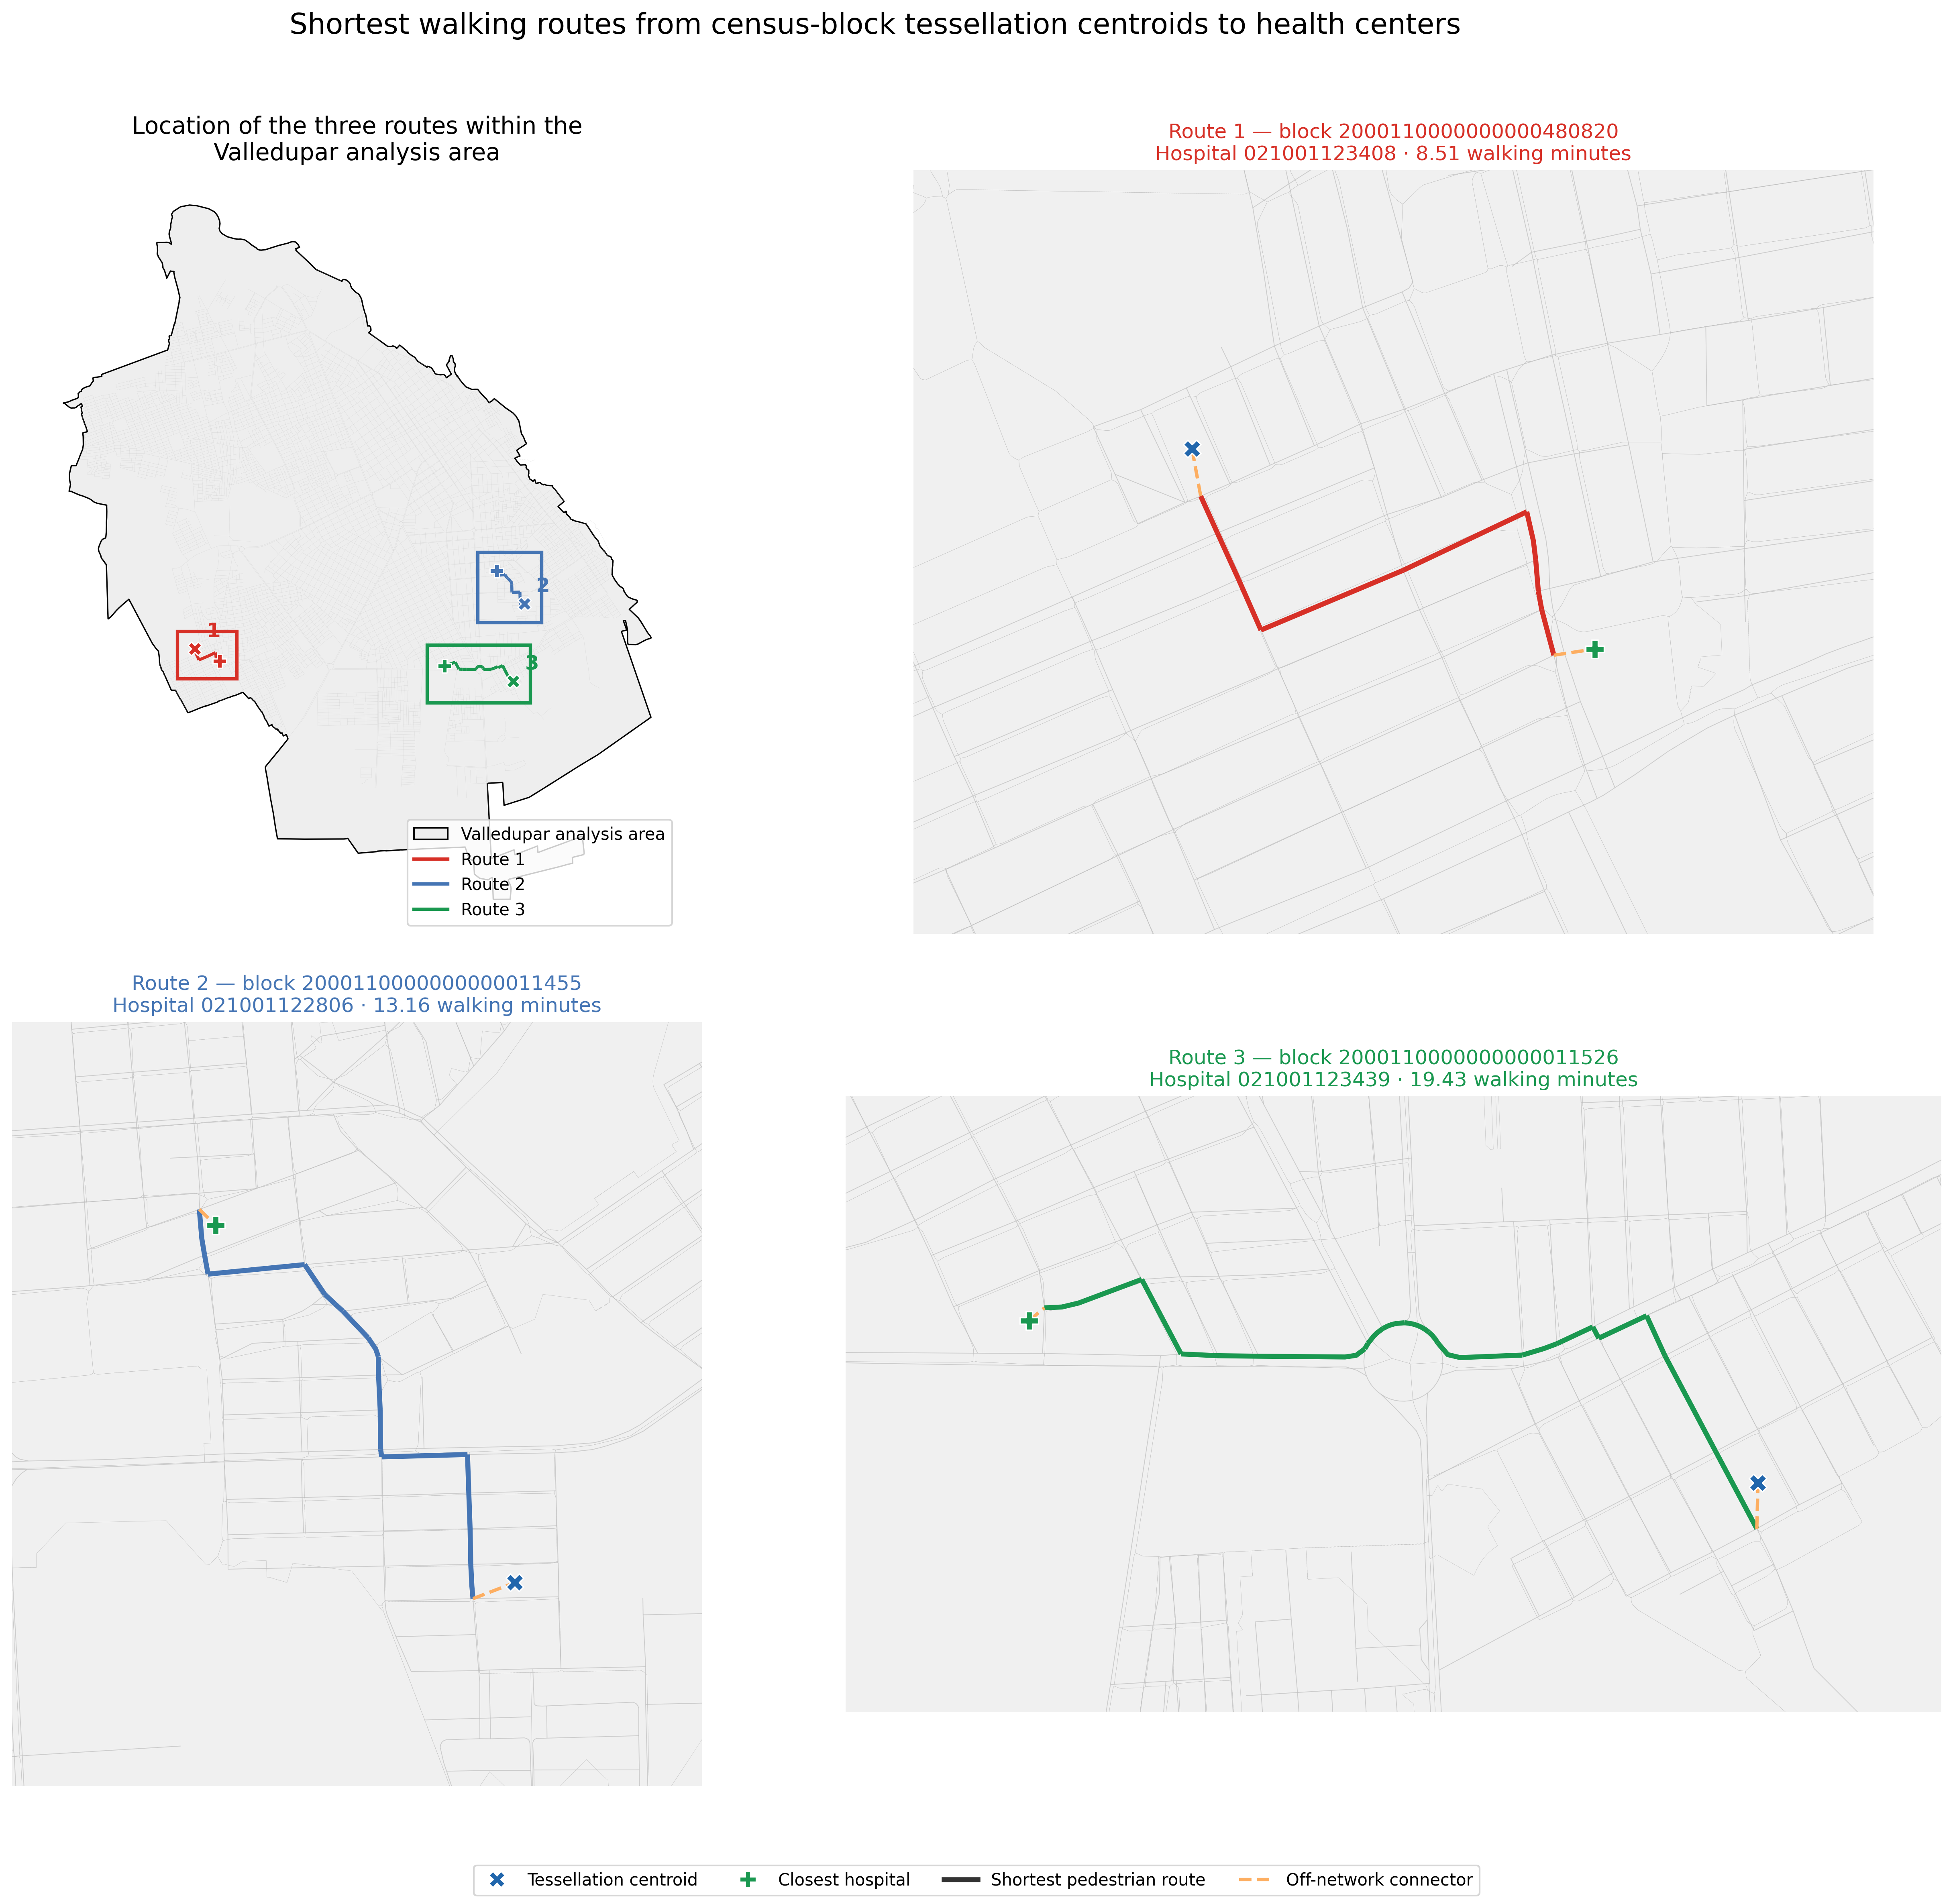 Shortest walking routes from census-block tessellation centroids to health centers
Location of the three routes within the
Valledupar analysis area
1
2
3
Valledupar analysis area
Route 1
Route 2
Route 3
Route 1 — block 2000110000000000480820
Hospital 021001123408 · 8.51 walking minutes
Route 2 — block 2000110000000000011455
Hospital 021001122806 · 13.16 walking minutes
Route 3 — block 2000110000000000011526
Hospital 021001123439 · 19.43 walking minutes
Tessellation centroid
Closest hospital
Shortest pedestrian route
Off-network connector